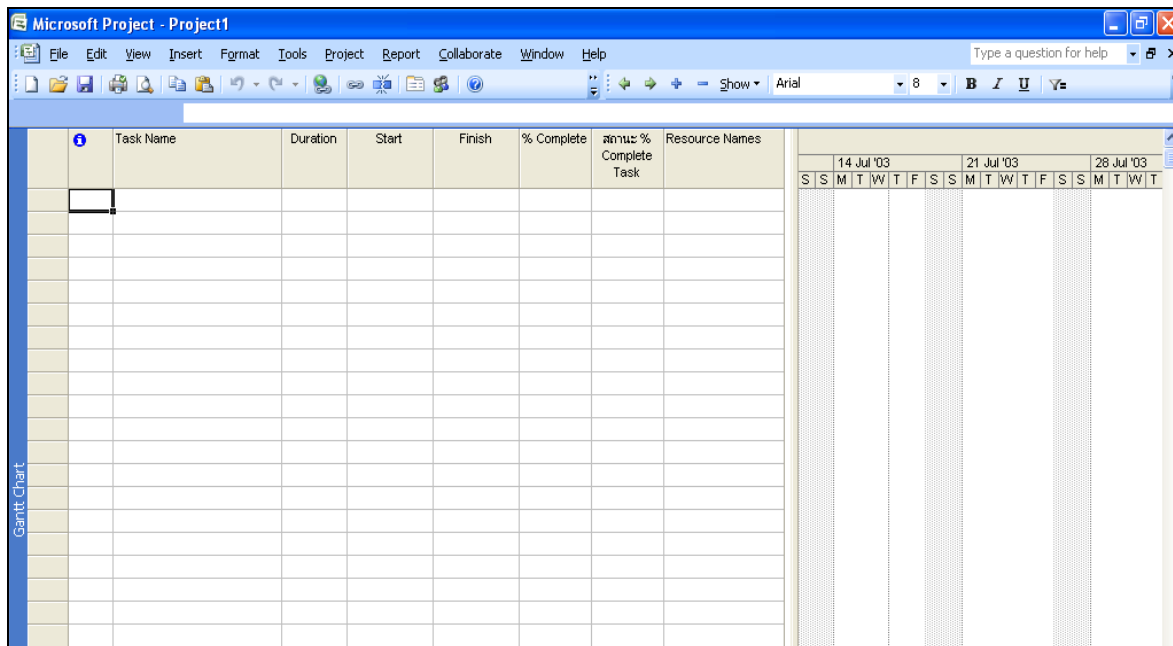 Microsoft Project - Project1
File Edit View Insert Format Tools Project Report Collaborate Window Help Type a question for help
Show Arial 8 B I U
Task Name Duration Start Finish % Complete สถานะ % Complete Task Resource Names
14 Jul '03 21 Jul '03 28 Jul '03
S S M T W T F S S M T W T F S S M T W T
Gantt Chart